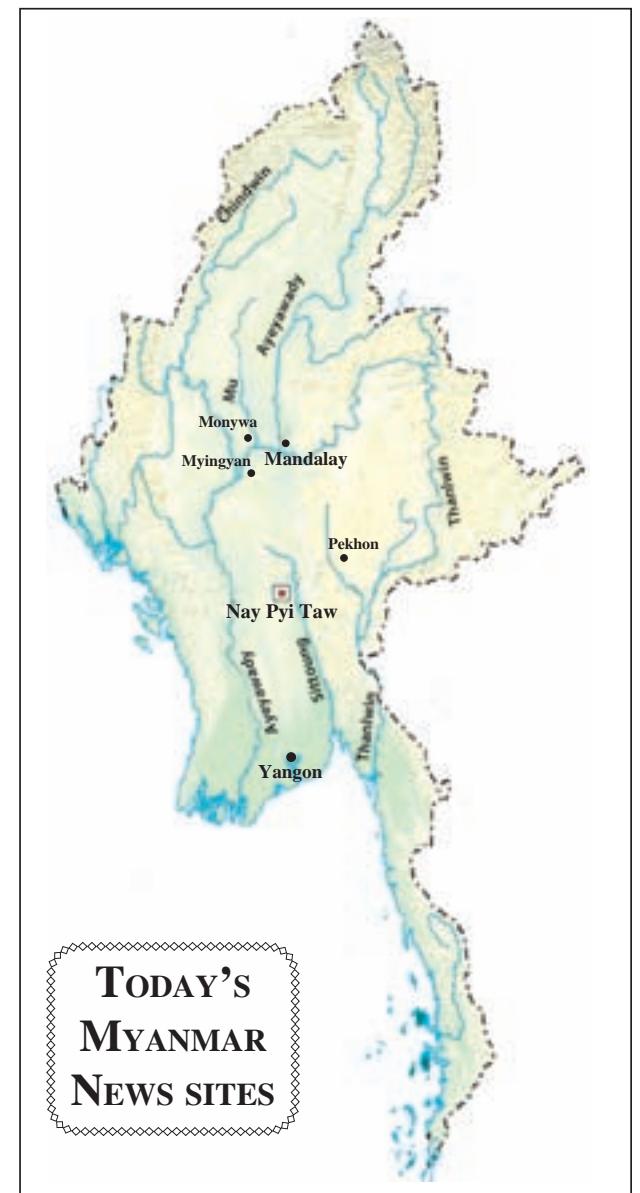 Chindwin
Ayeyawady
Mu
Monywa
Mandalay
Myingyan
Thanlwin
Pekhon
Nay Pyi Taw
Sittoung
Ayeyawady
Thanlwin
Yangon
TODAY'S
MYANMAR
NEWS SITES